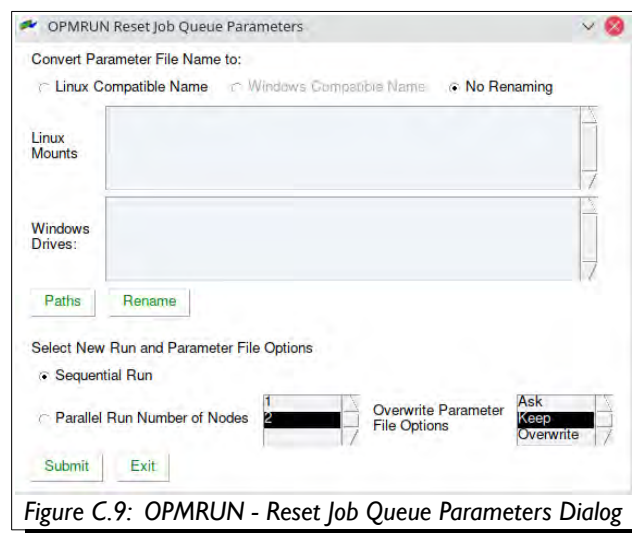 OPMRUN Reset Job Queue Parameters
Convert Parameter File Name to:
Linux Compatible Name Windows Compatible Name No Renaming
Linux
Mounts
Windows
Drives:
Paths Rename
Select New Run and Parameter File Options
Sequential Run
Parallel Run Number of Nodes
1
2
Overwrite Parameter
File Options
Ask
Keep
Overwrite
Submit Exit
Figure C.9: OPMRUN - Reset Job Queue Parameters Dialog